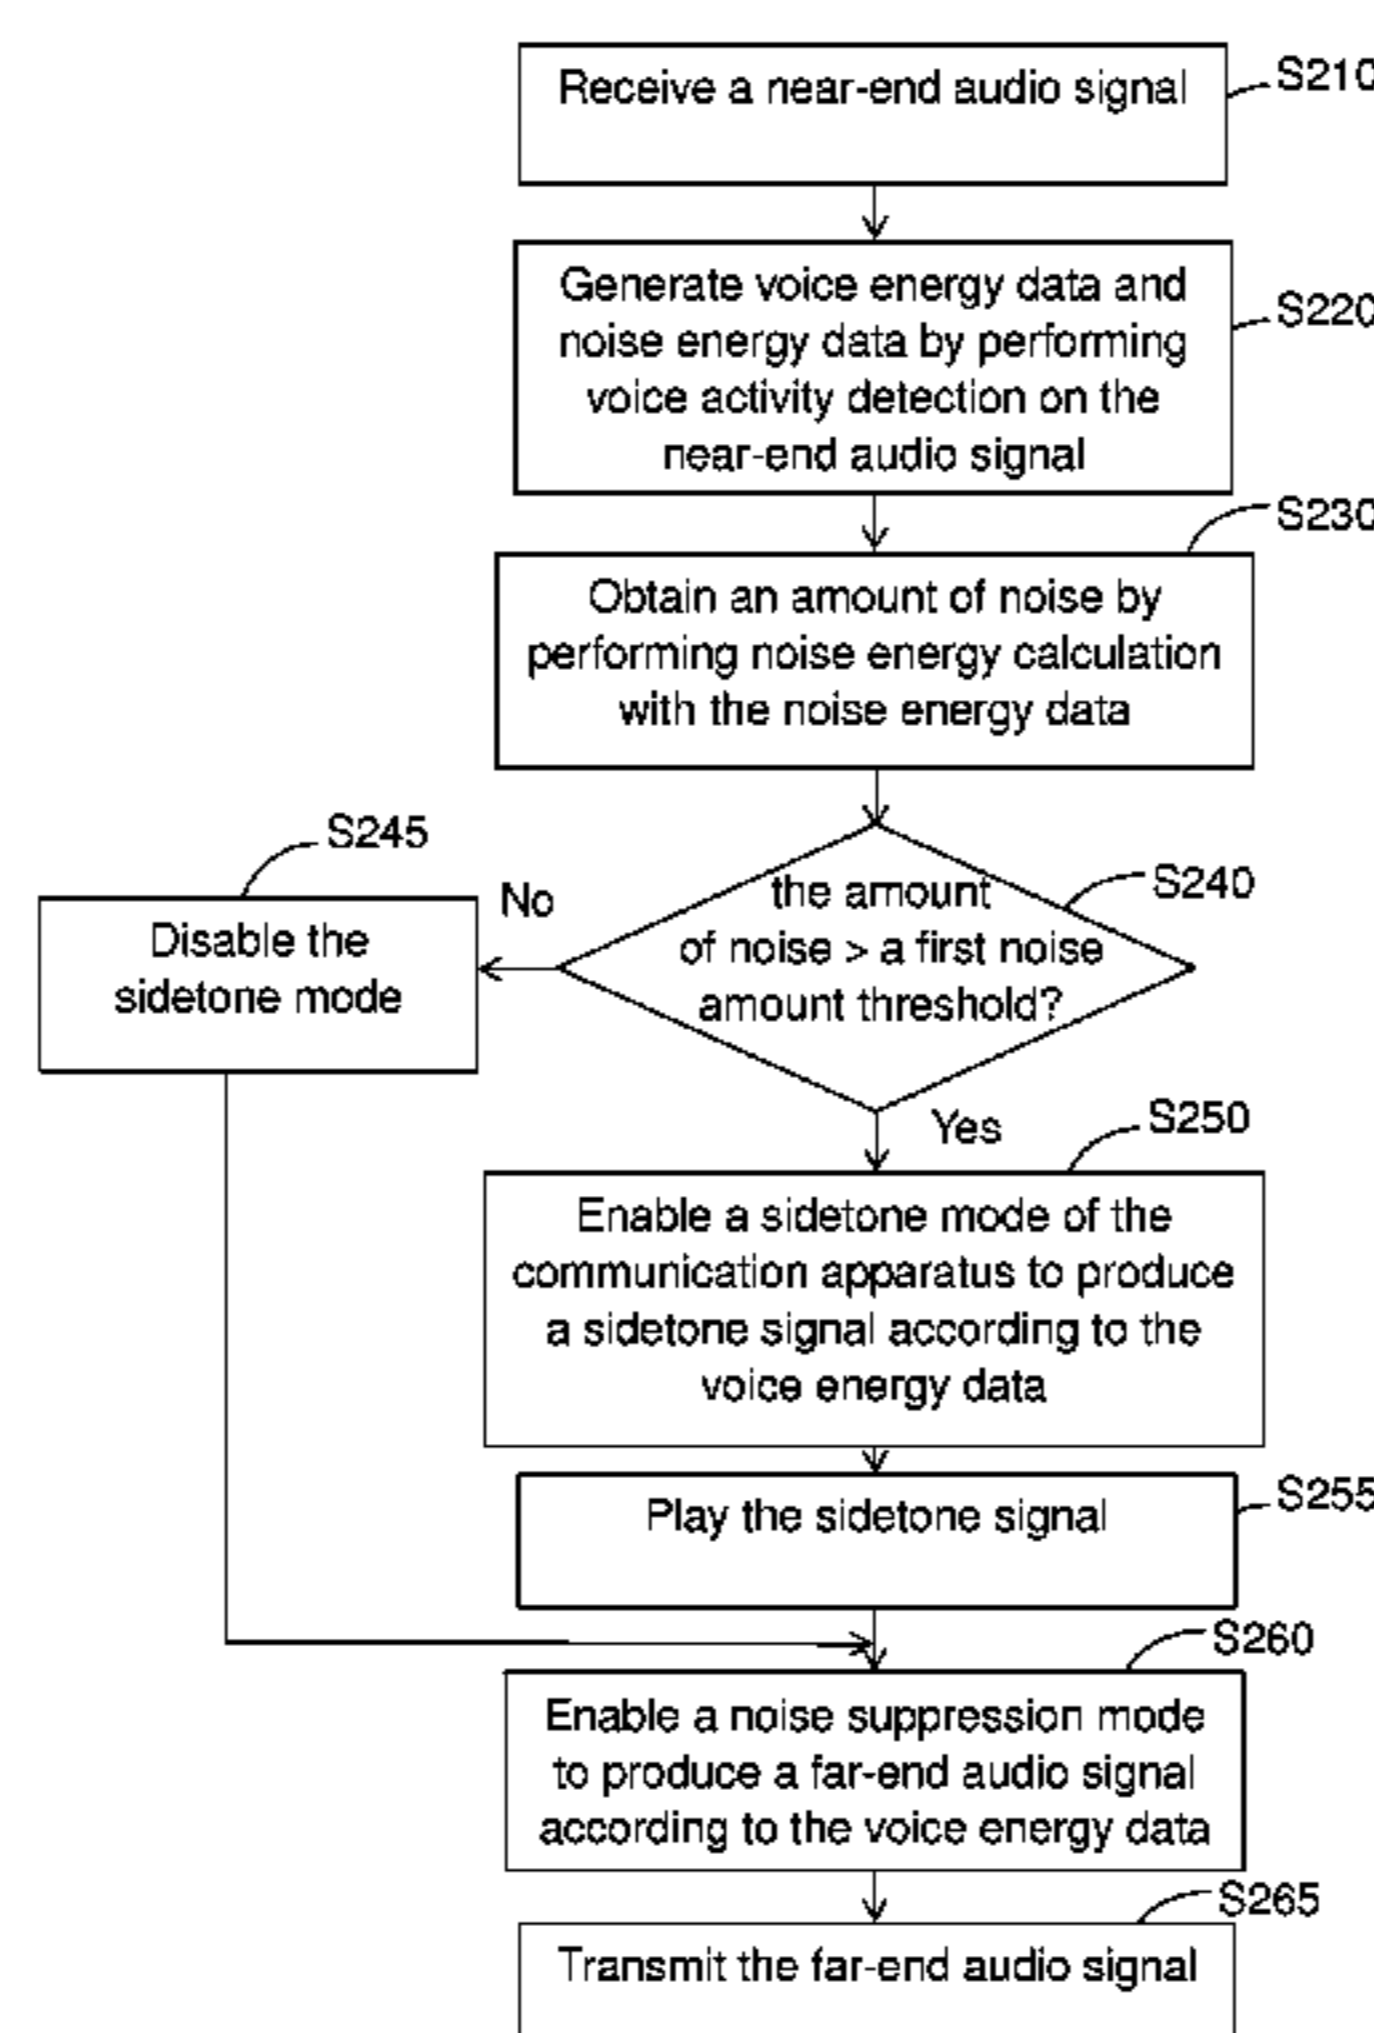 Receive a near-end audio signal
S210
Generate voice energy data and
noise energy data by performing
voice activity detection on the
near-end audio signal
S220
S230
Obtain an amount of noise by
performing noise energy calculation
with the noise energy data
S240
the amount
of noise > a first noise
amount threshold?
No
S245
Disable the
sidetone mode
Yes
S250
Enable a sidetone mode of the
communication apparatus to produce
a sidetone signal according to the
voice energy data
Play the sidetone signal
S255
S260
Enable a noise suppression mode
to produce a far-end audio signal
according to the voice energy data
S265
Transmit the far-end audio signal